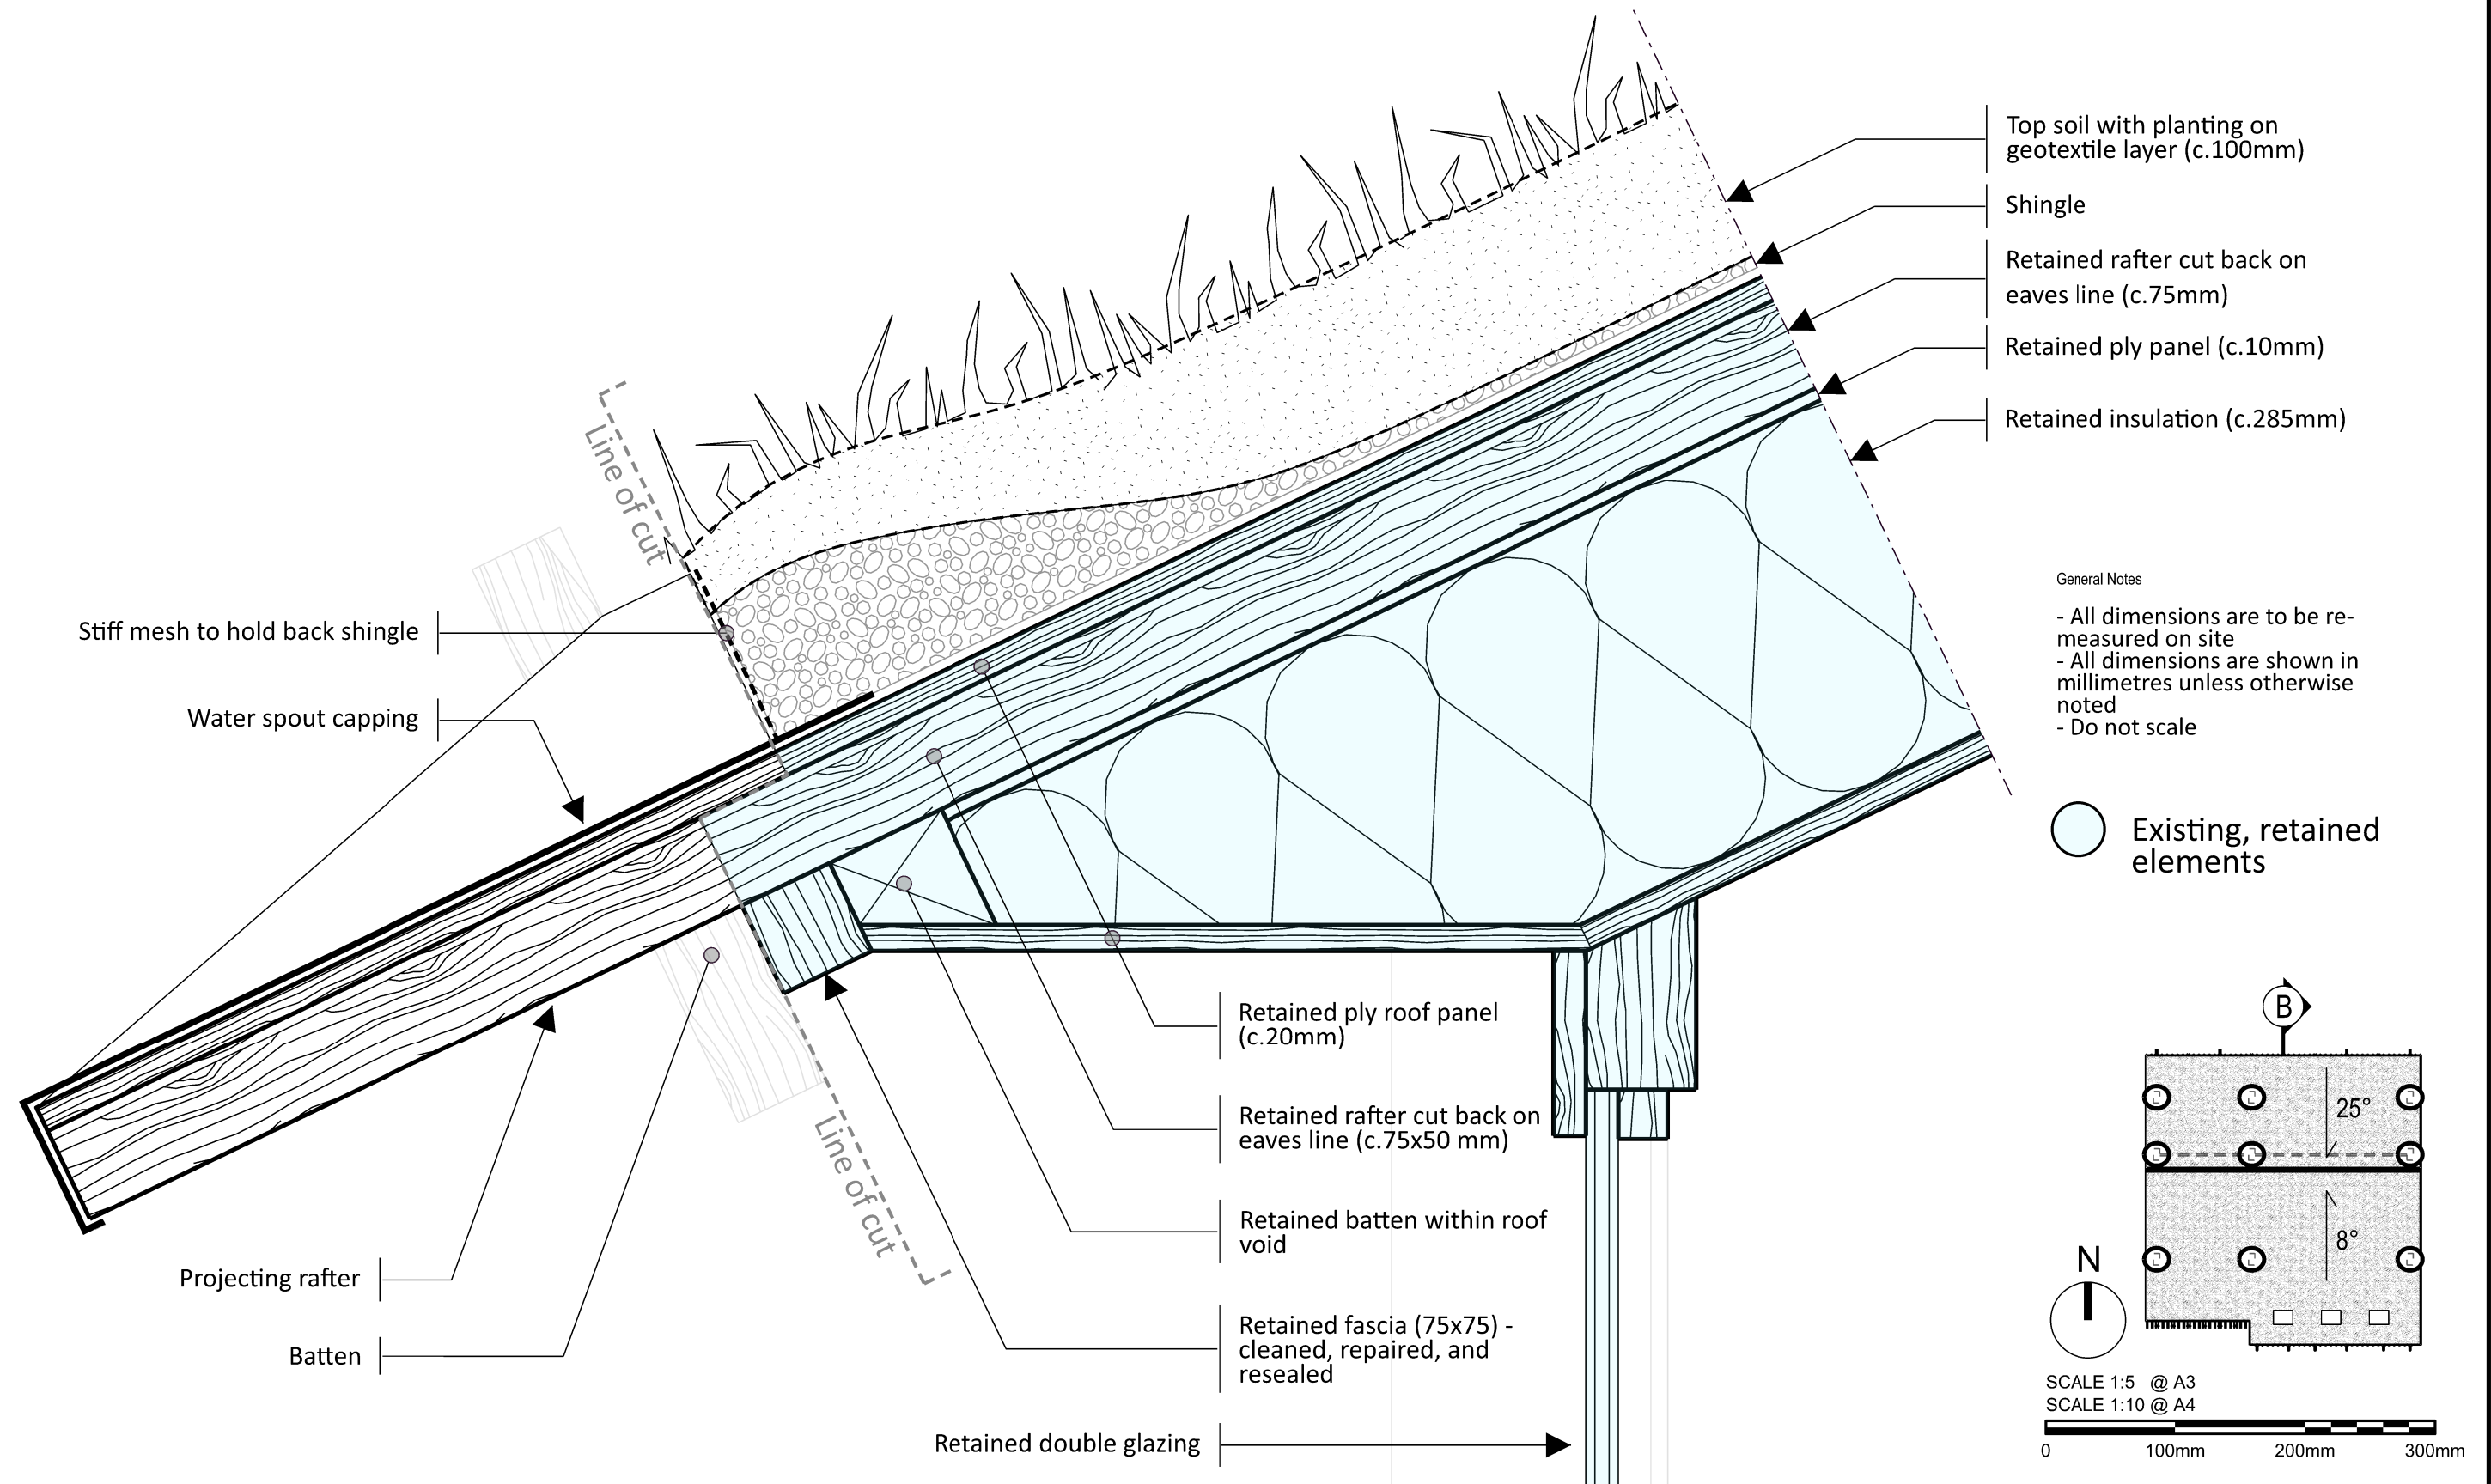 Top soil with planting on
geotextile layer (c.100mm)
Shingle
Retained rafter cut back on
eaves line (c.75mm)
Retained ply panel (c.10mm)
Retained insulation (c.285mm)
Line of cut
Stiff mesh to hold back shingle
Water spout capping
General Notes
- All dimensions are to be re-
measured on site
- All dimensions are shown in
millimetres unless otherwise
noted
- Do not scale
Existing, retained
elements
Retained ply roof panel
(c.20mm)
Retained rafter cut back on
eaves line (c.75x50 mm)
Retained batten within roof
void
Retained fascia (75x75) -
cleaned, repaired, and
resealed
Retained double glazing
Line of cut
Projecting rafter
Batten
B
25°
8°
N
SCALE 1:5 @ A3
SCALE 1:10 @ A4
0 100mm 200mm 300mm